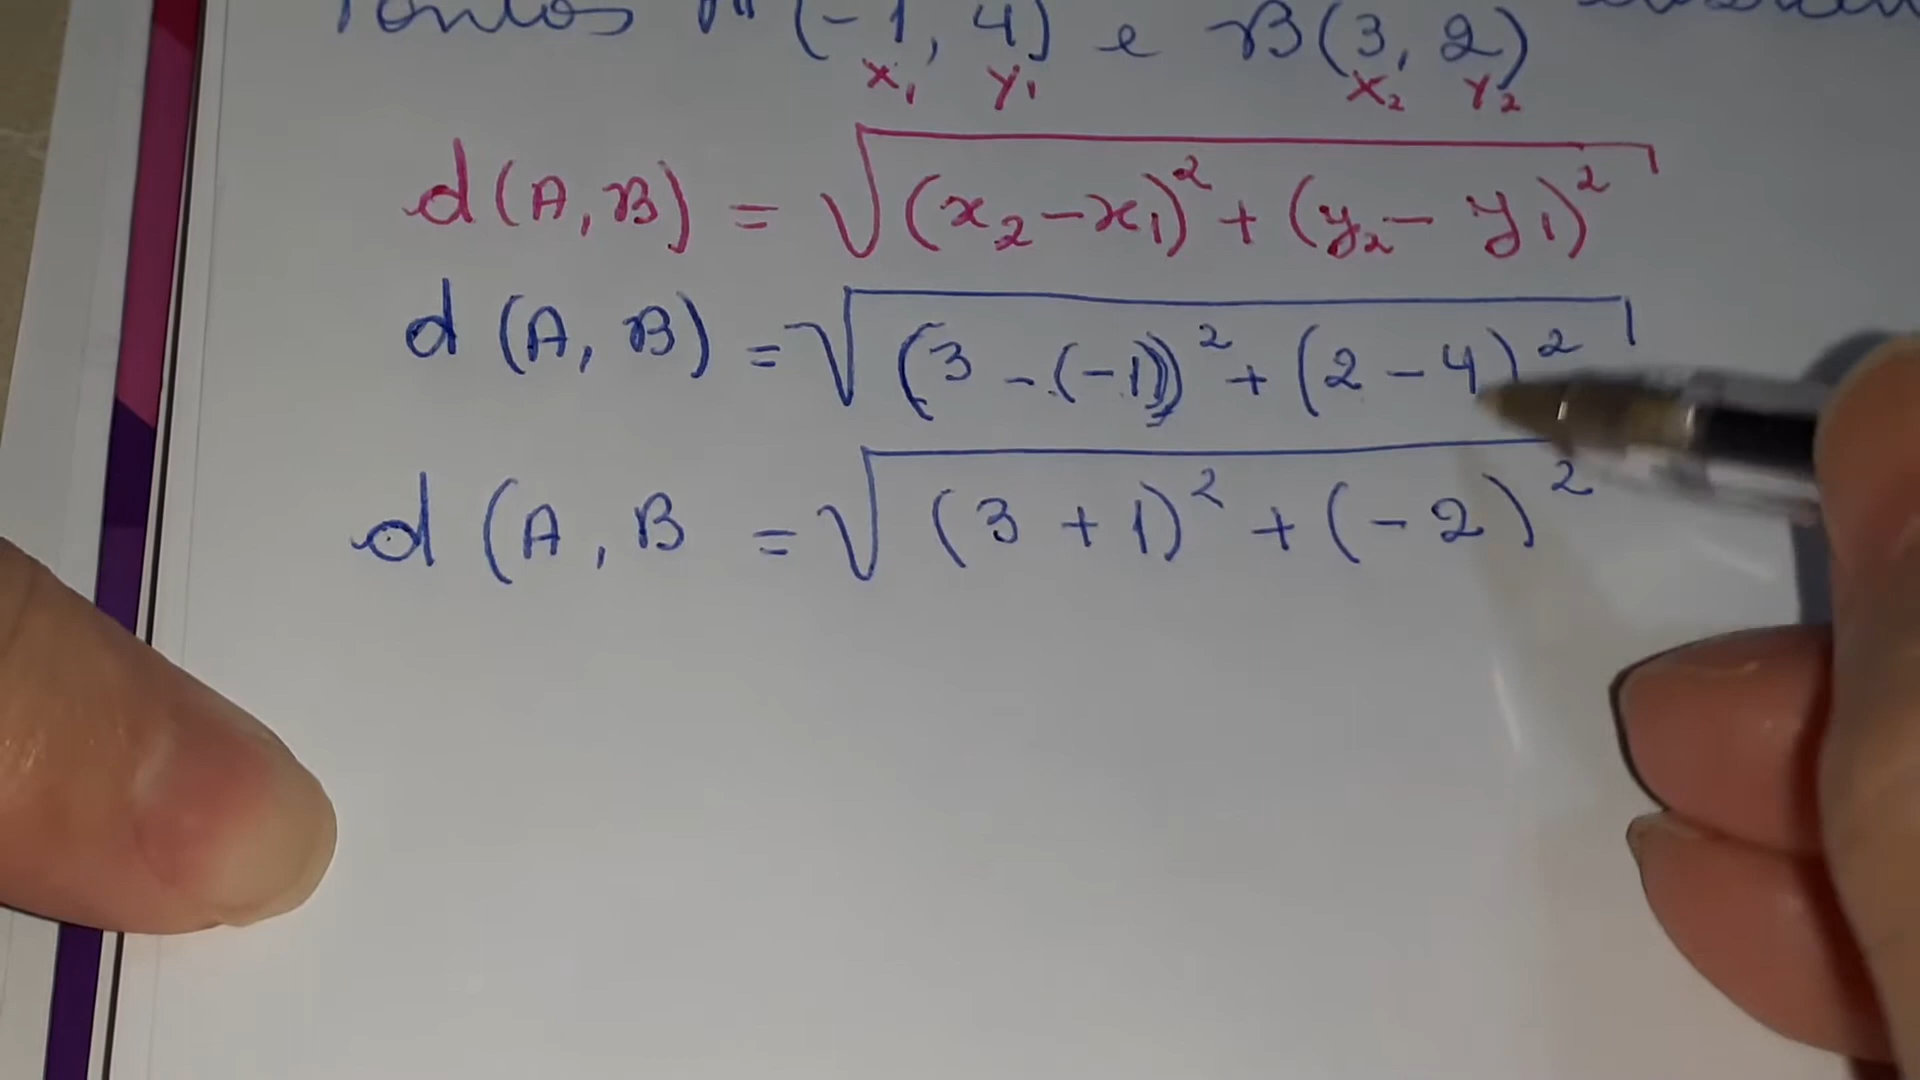 Pontos A (-1, 4) e B (3, 2)
x₁ y₁ x₂ y₂
d(A,B) = √(x₂-x₁)² + (y₂- y₁)²
d (A, B) = √(3 - (-1))² + (2 - 4)²
d (A , B = √(3 + 1)² + (-2)²